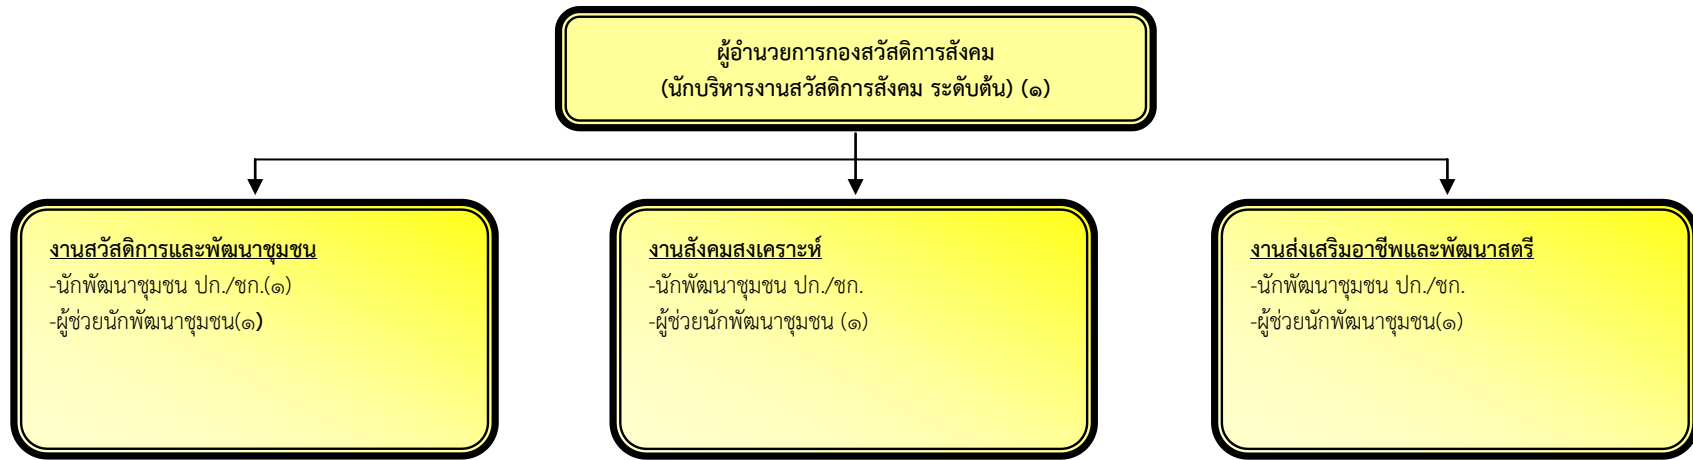 ผู้อำนวยการกองสวัสดิการสังคม
(นักบริหารงานสวัสดิการสังคม ระดับต้น) (๑)
งานสวัสดิการและพัฒนาชุมชน
-นักพัฒนาชุมชน ปก./ชก.(๑)
-ผู้ช่วยนักพัฒนาชุมชน(๑)
งานสังคมสงเคราะห์
-นักพัฒนาชุมชน ปก./ชก.
-ผู้ช่วยนักพัฒนาชุมชน (๑)
งานส่งเสริมอาชีพและพัฒนาสตรี
-นักพัฒนาชุมชน ปก./ชก.
-ผู้ช่วยนักพัฒนาชุมชน(๑)